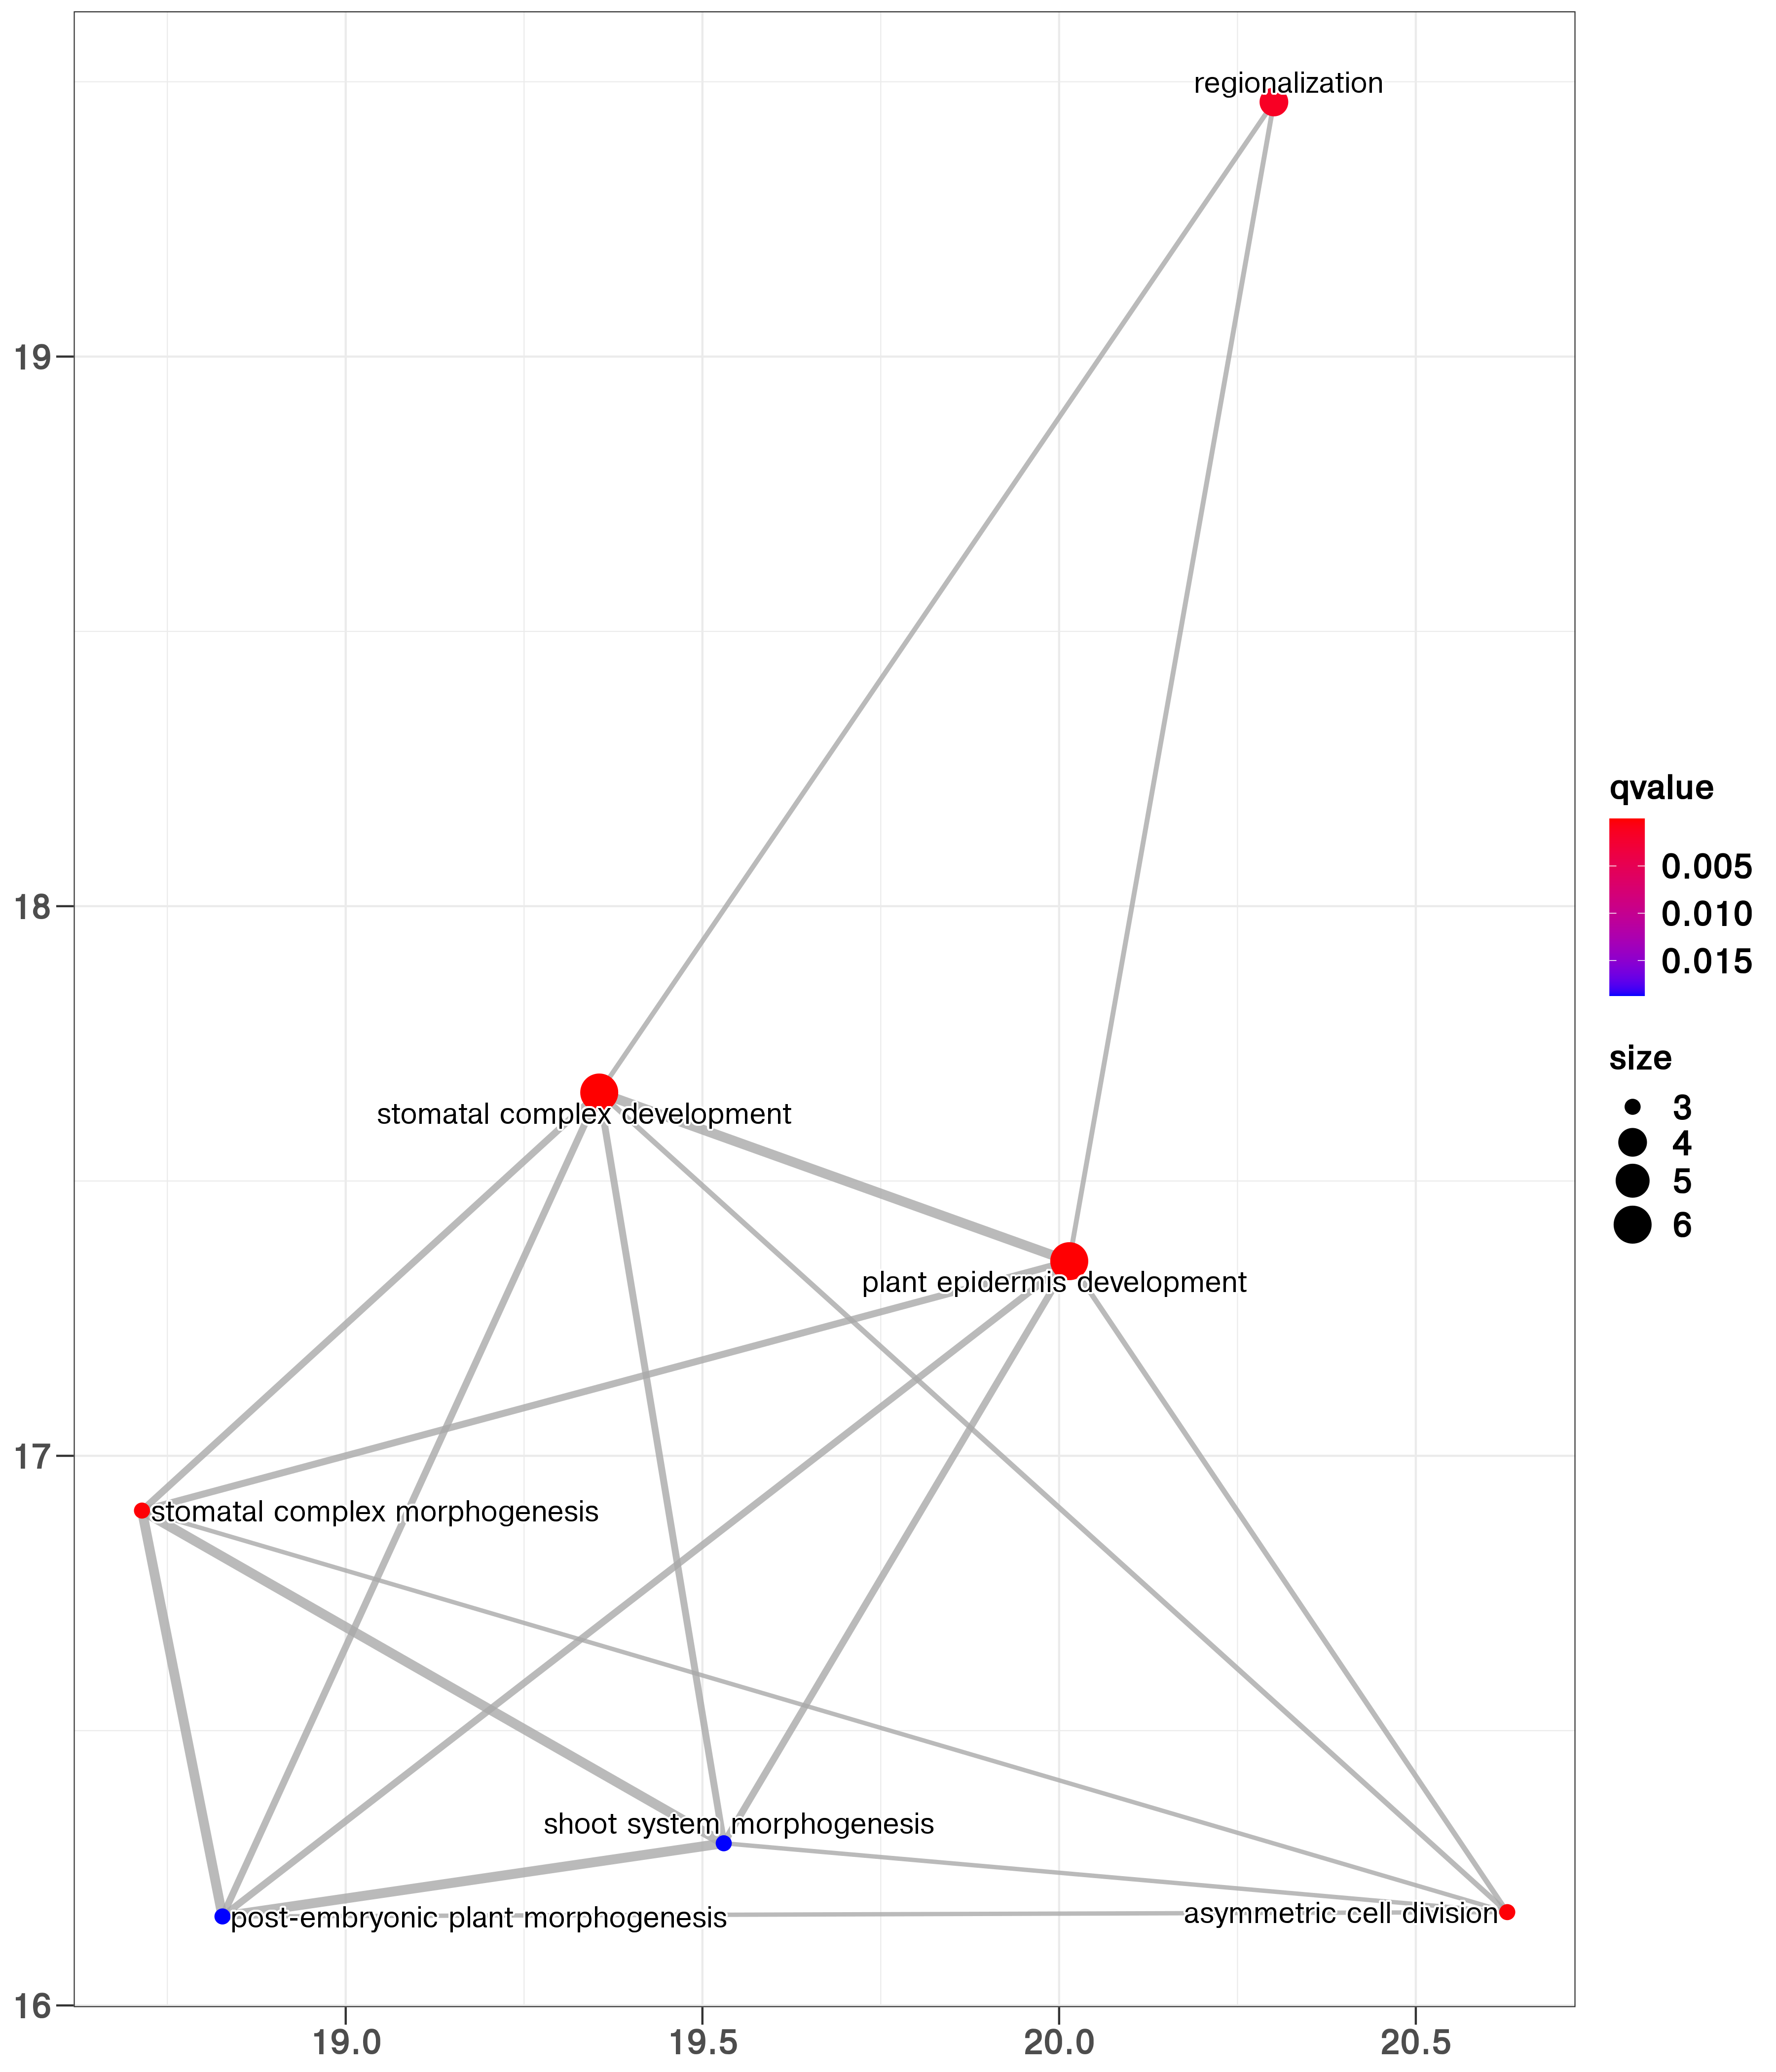 regionalization
19
18
qvalue
0.005
0.010
0.015
size
3
4
5
6
stomatal complex development
plant epidermis development
17
stomatal complex morphogenesis
shoot system morphogenesis
post-embryonic plant morphogenesis
asymmetric cell division
16
19.0
19.5
20.0
20.5